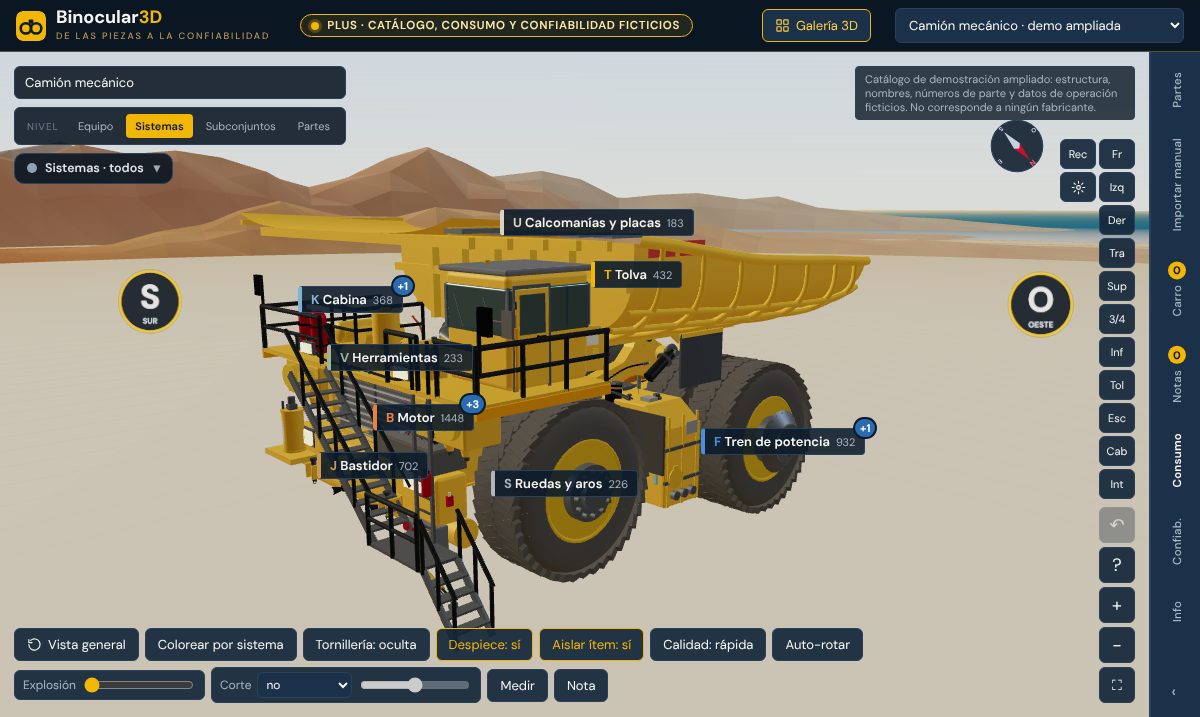 Binocular3D
DE LAS PIEZAS A LA CONFIABILIDAD
PLUS · CATÁLOGO, CONSUMO Y CONFIABILIDAD FICTICIOS
Galería 3D
Camión mecánico · demo ampliada
Camión mecánico
NIVEL Equipo Sistemas Subconjuntos Partes
Sistemas · todos ▾
Catálogo de demostración ampliado: estructura,
nombres, números de parte y datos de operación
ficticios. No corresponde a ningún fabricante.
Rec Fr
Izq
Der
Tra
Sup
3/4
Inf
Tol
Esc
Cab
Int
?
+
−
Partes
Importar manual
Carro 0
Notas 0
Consumo
Confiab.
Info
‹
S
SUR
O
OESTE
U Calcomanías y placas 183
T Tolva 432
K Cabina 368 +1
V Herramientas 233
B Motor 1448 +3
F Tren de potencia 932 +1
J Bastidor 702
S Ruedas y aros 226
Vista general
Colorear por sistema
Tornillería: oculta
Despiece: sí
Aislar ítem: sí
Calidad: rápida
Auto-rotar
Explosión
Corte no
Medir
Nota